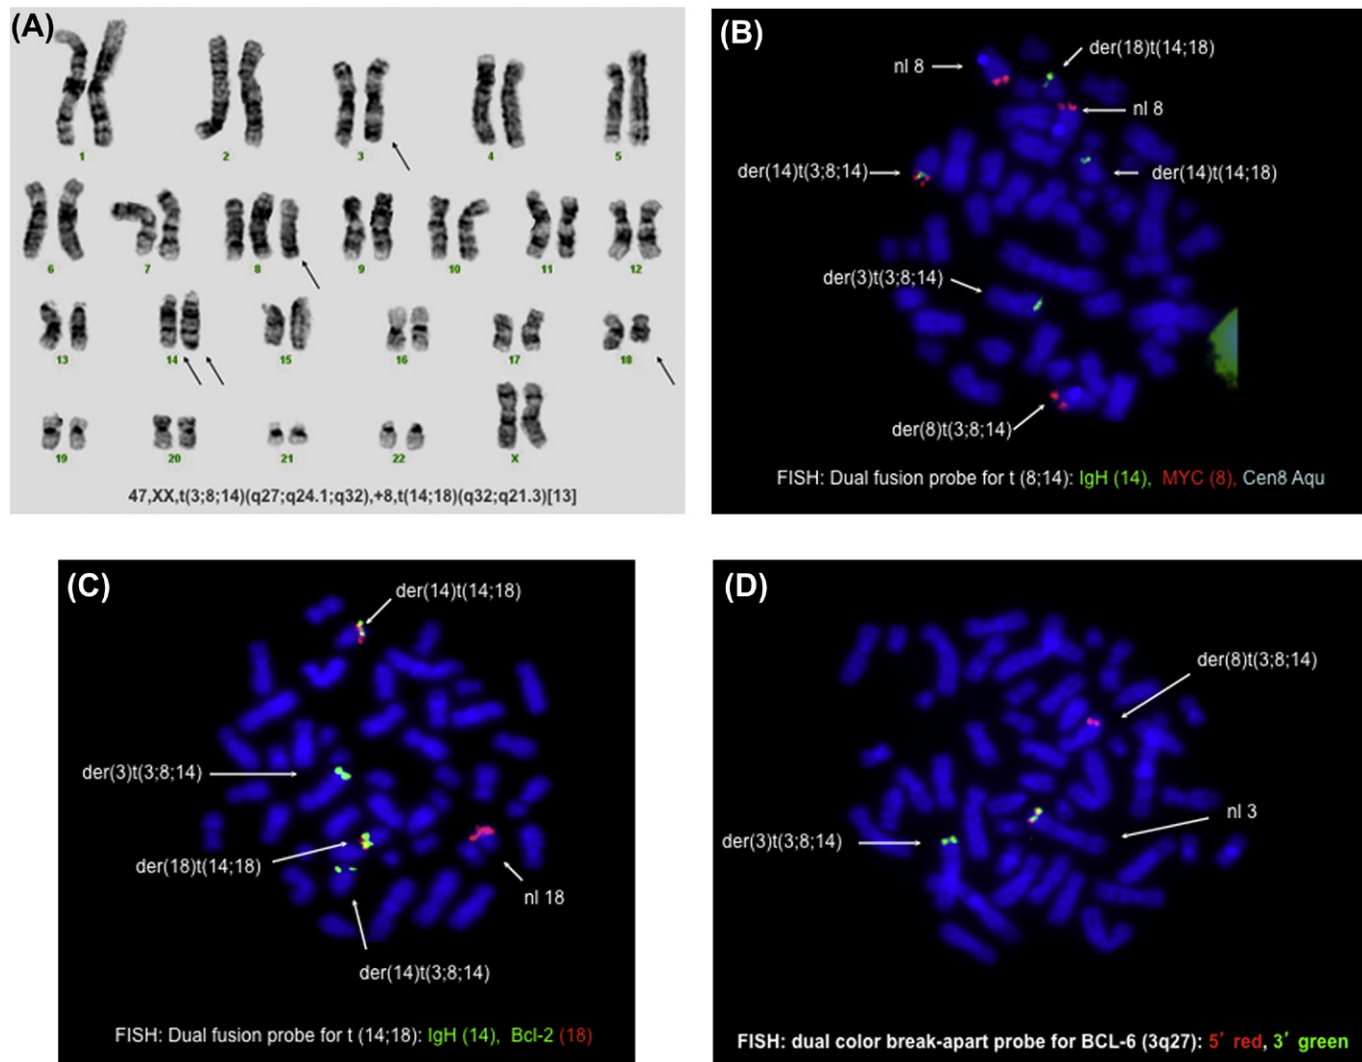 (A)
1 2 3 4 5
6 7 8 9 10 11 12
13 14 15 16 17 18
19 20 21 22 X
47,XX,t(3;8;14)(q27;q24.1;q32),+8,t(14;18)(q32;q21.3)[13]
(B)
der(18)t(14;18)
nl 8
nl 8
der(14)t(3;8;14)
der(14)t(14;18)
der(3)t(3;8;14)
der(8)t(3;8;14)
FISH: Dual fusion probe for t (8;14): IgH (14), MYC (8), Cen8 Aqu
(C)
der(14)t(14;18)
der(3)t(3;8;14)
der(18)t(14;18)
nl 18
der(14)t(3;8;14)
FISH: Dual fusion probe for t (14;18): IgH (14), Bcl-2 (18)
(D)
der(8)t(3;8;14)
nl 3
der(3)t(3;8;14)
FISH: dual color break-apart probe for BCL-6 (3q27): 5' red, 3' green